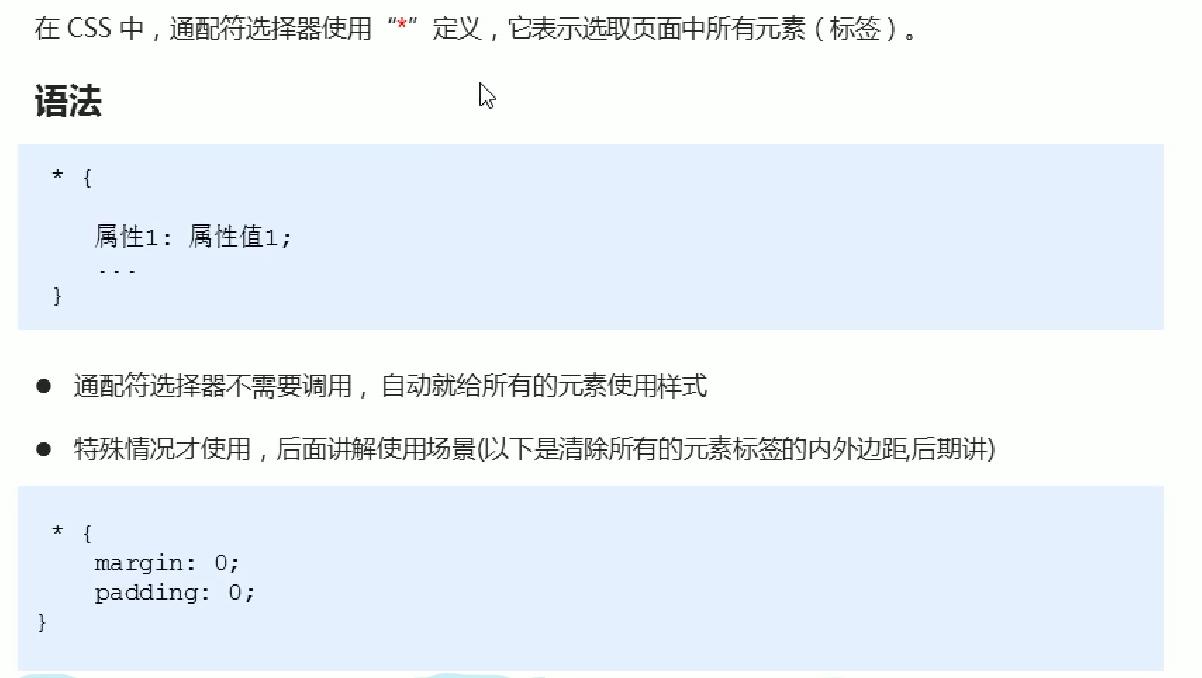 在 CSS 中，通配符选择器使用“*”定义，它表示选取页面中所有元素（标签）。
语法
* {
属性1: 属性值1;
...
}
● 通配符选择器不需要调用， 自动就给所有的元素使用样式
● 特殊情况才使用，后面讲解使用场景(以下是清除所有的元素标签的内外边距,后期讲)
* {
margin: 0;
padding: 0;
}